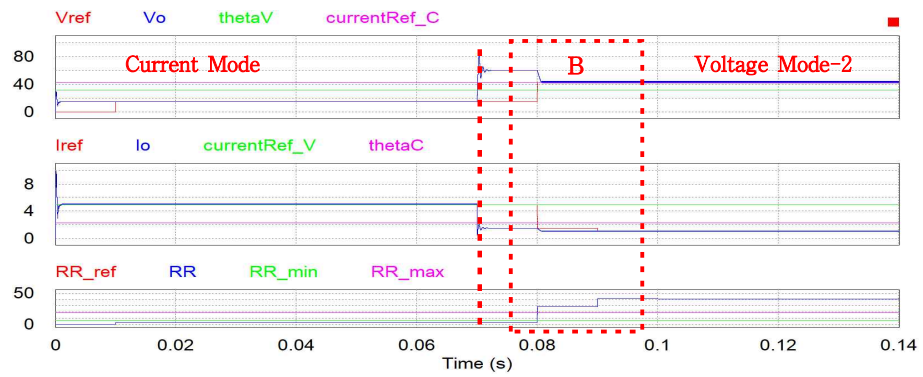 Vref Vo thetaV currentRef_C
80
40
0
Current Mode
B
Voltage Mode-2
Iref Io currentRef_V thetaC
8
4
0
RR_ref RR RR_min RR_max
50
0
0 0.02 0.04 0.06 0.08 0.1 0.12 0.14
Time (s)